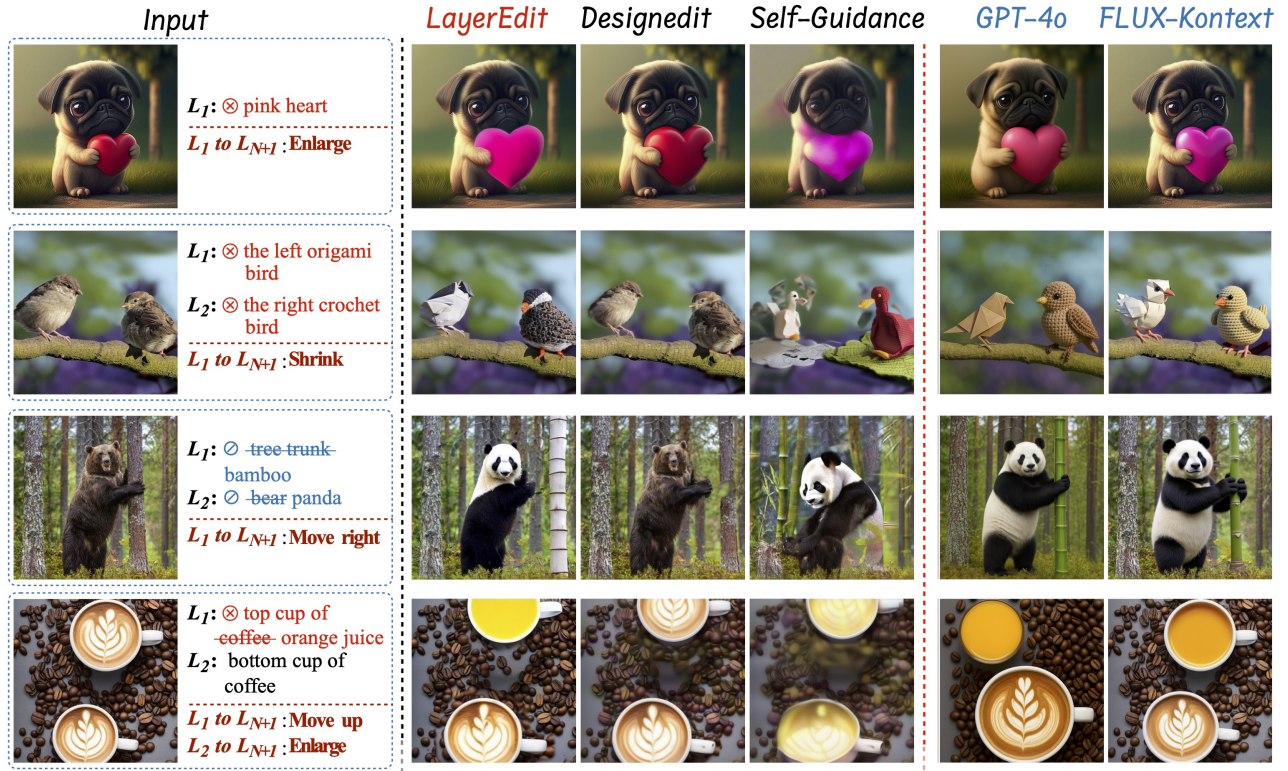 Input LayerEdit Designedit Self-Guidance GPT-4o FLUX-Kontext
L1: ⊗ pink heart
L1 to LN+1 : Enlarge
L1: ⊗ the left origami
bird
L2: ⊗ the right crochet
bird
L1 to LN+1 : Shrink
L1: ⊘ tree trunk
bamboo
L2: ⊘ bear panda
L1 to LN+1 : Move right
L1: ⊗ top cup of
coffee orange juice
L2: bottom cup of
coffee
L1 to LN+1 : Move up
L2 to LN+1 : Enlarge